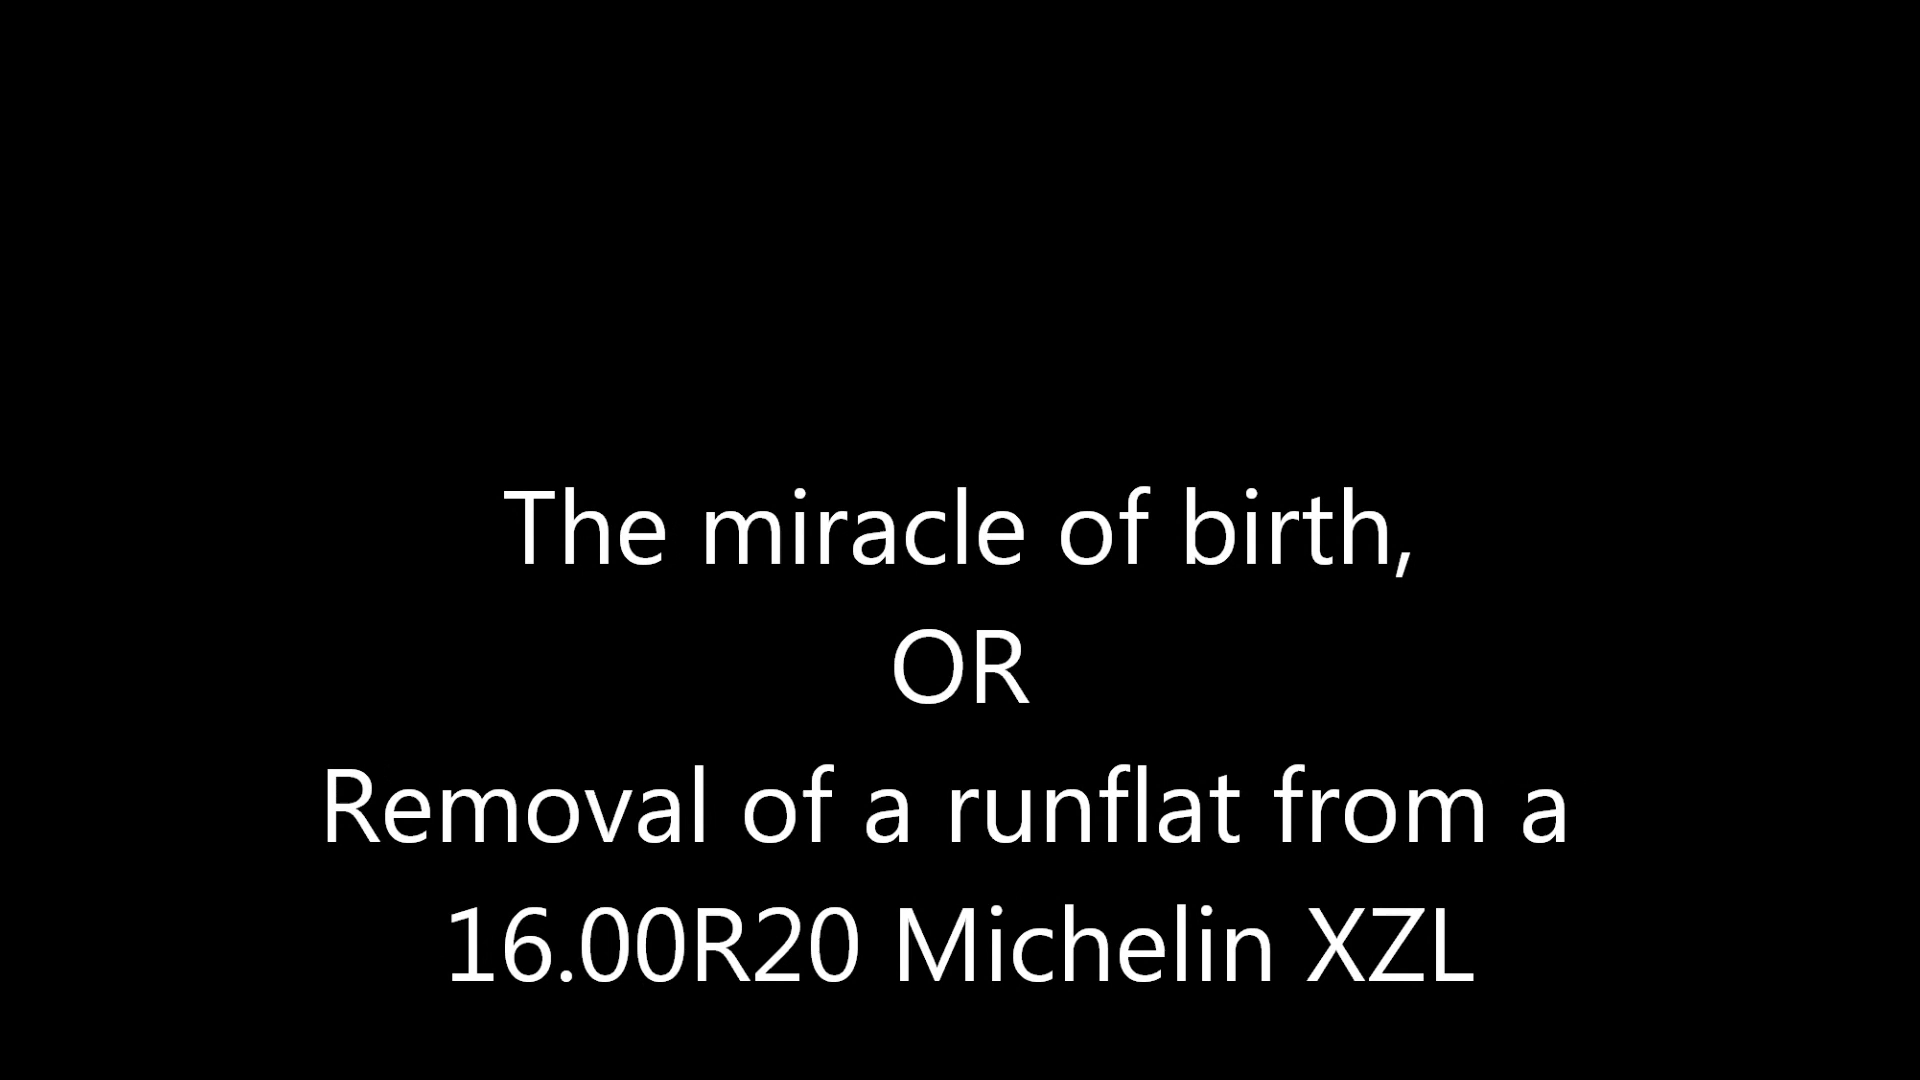 The miracle of birth,
OR
Removal of a runflat from a
16.00R20 Michelin XZL